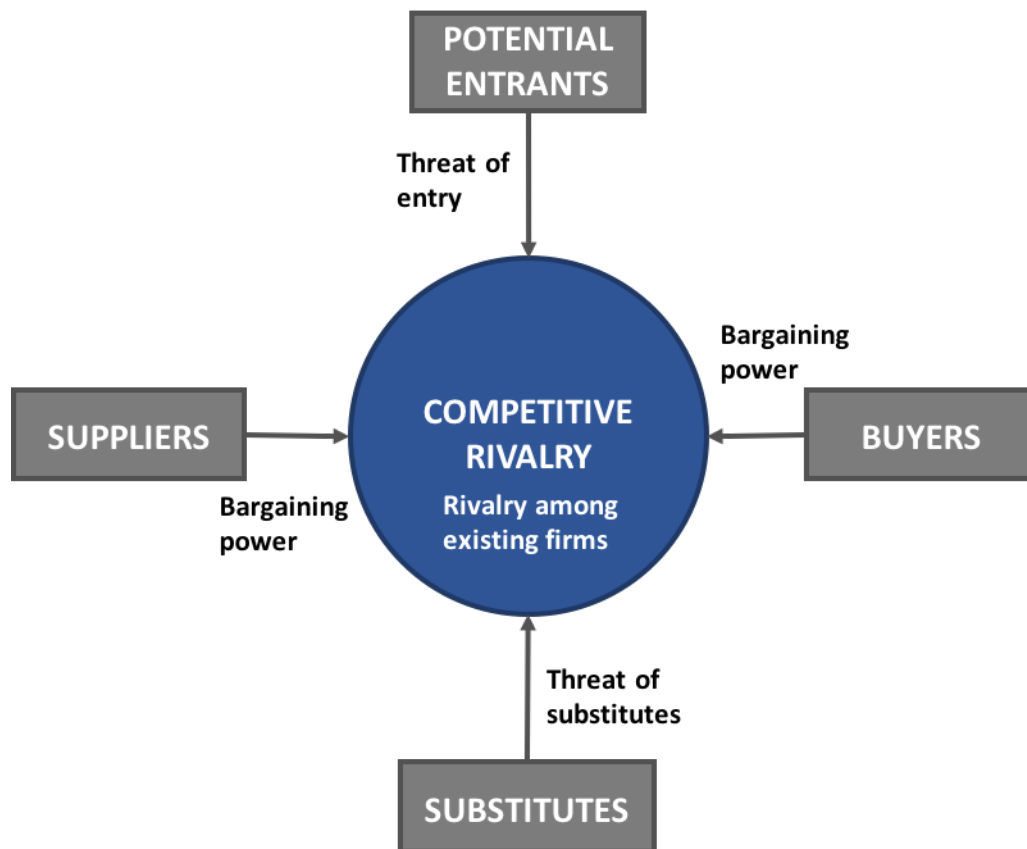 POTENTIAL
ENTRANTS
Threat of
entry
Bargaining
power
SUPPLIERS
COMPETITIVE
RIVALRY
Rivalry among
existing firms
BUYERS
Bargaining
power
Threat of
substitutes
SUBSTITUTES